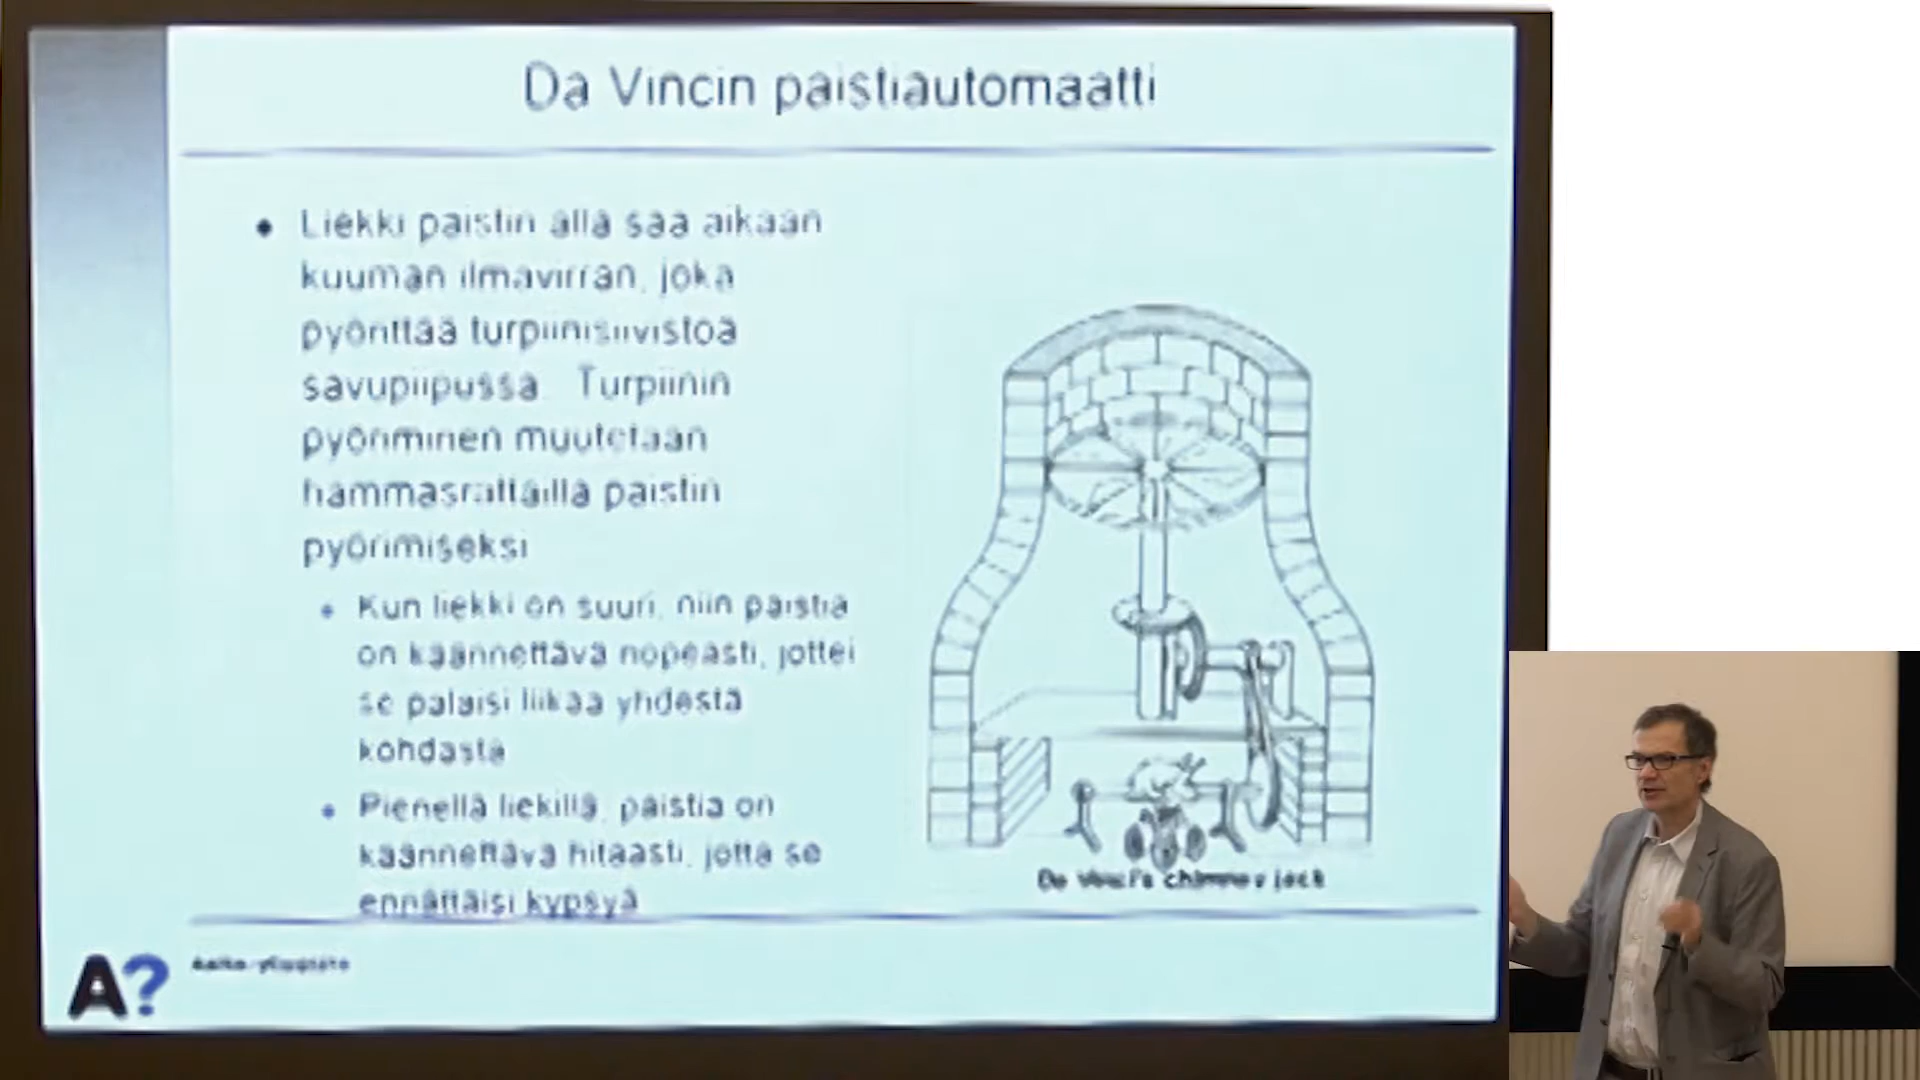 Da Vincin paistiautomaatti
• Liekki paistin alla saa aikaan
kuuman ilmavirran, joka
pyörittää turpiinisiivistöä
savupiipussa. Turpiinin
pyöriminen muutetaan
hammasrattailla paistin
pyörimiseksi
• Kun liekki on suuri, niin paistia
on käännettävä nopeasti, jottei
se palaisi liikaa yhdestä
kohdasta
• Pienellä liekillä, paistia on
käännettävä hitaasti, jotta se
ennättäisi kypsyä
Da Vinci's chimney jack
A?
Aalto-yliopisto